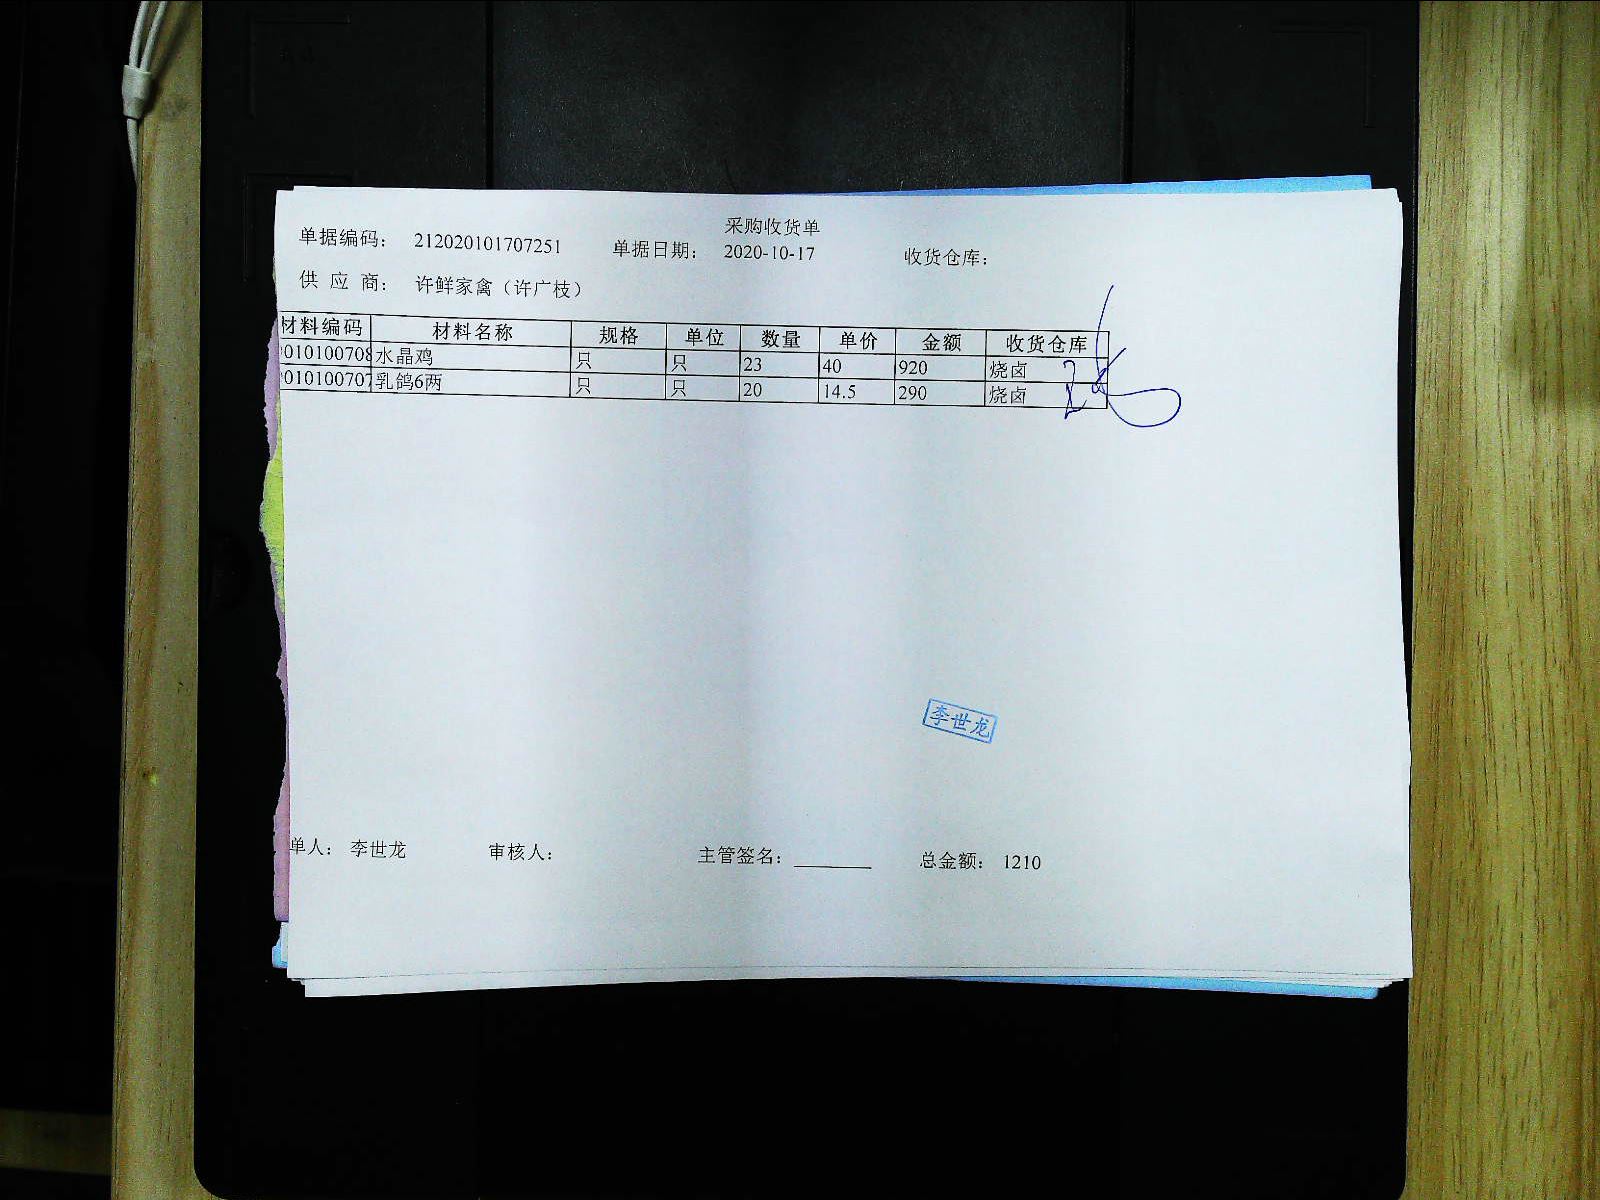 采购收货单
单据编码： 212020101707251 单据日期： 2020-10-17 收货仓库：
供 应 商： 许鲜家禽（许广枝）
材料编码 材料名称 规格 单位 数量 单价 金额 收货仓库
010100708 水晶鸡 只 只 23 40 920 烧卤
010100707 乳鸽6两 只 只 20 14.5 290 烧卤
李世龙
单人： 李世龙 审核人： 主管签名： 总金额： 1210